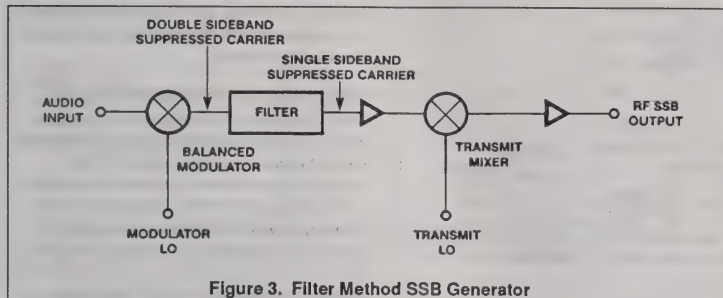 DOUBLE SIDEBAND
SUPPRESSED CARRIER
SINGLE SIDEBAND
SUPPRESSED CARRIER
AUDIO
INPUT
FILTER
RF SSB
OUTPUT
BALANCED
MODULATOR
TRANSMIT
MIXER
MODULATOR
LO
TRANSMIT
LO
Figure 3. Filter Method SSB Generator